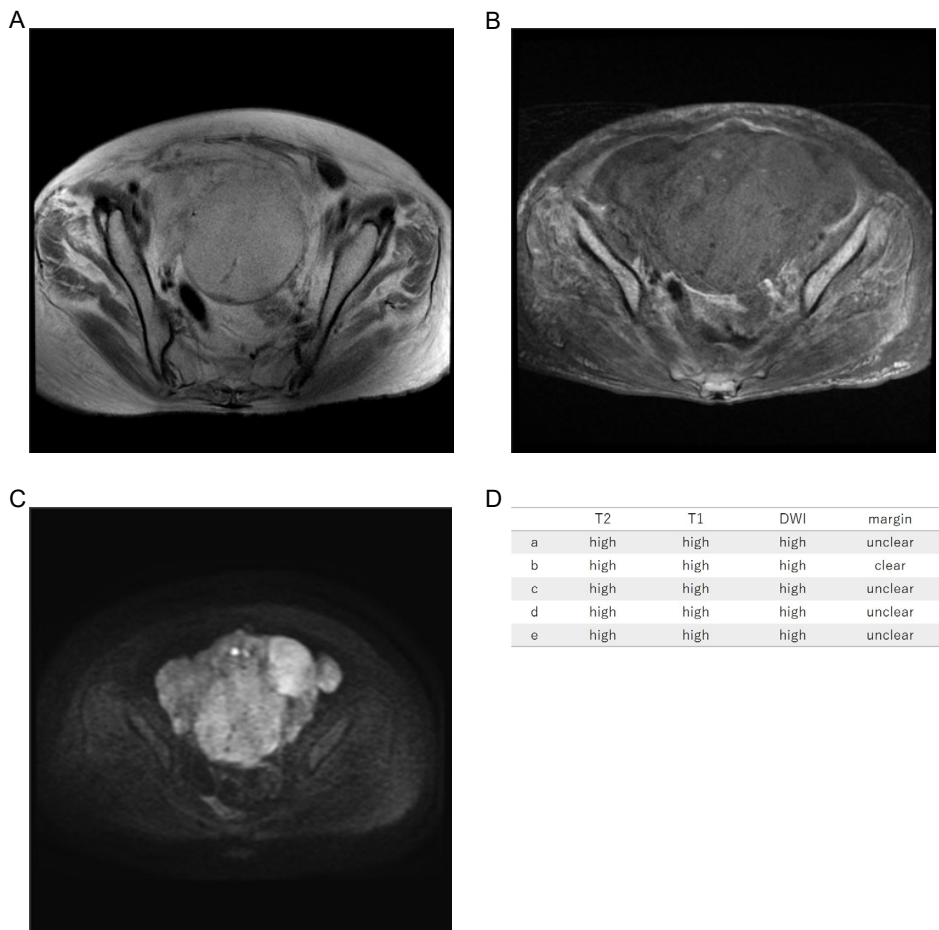 A
B
C
D
T2 T1 DWI margin
a high high high unclear
b high high high clear
c high high high unclear
d high high high unclear
e high high high unclear